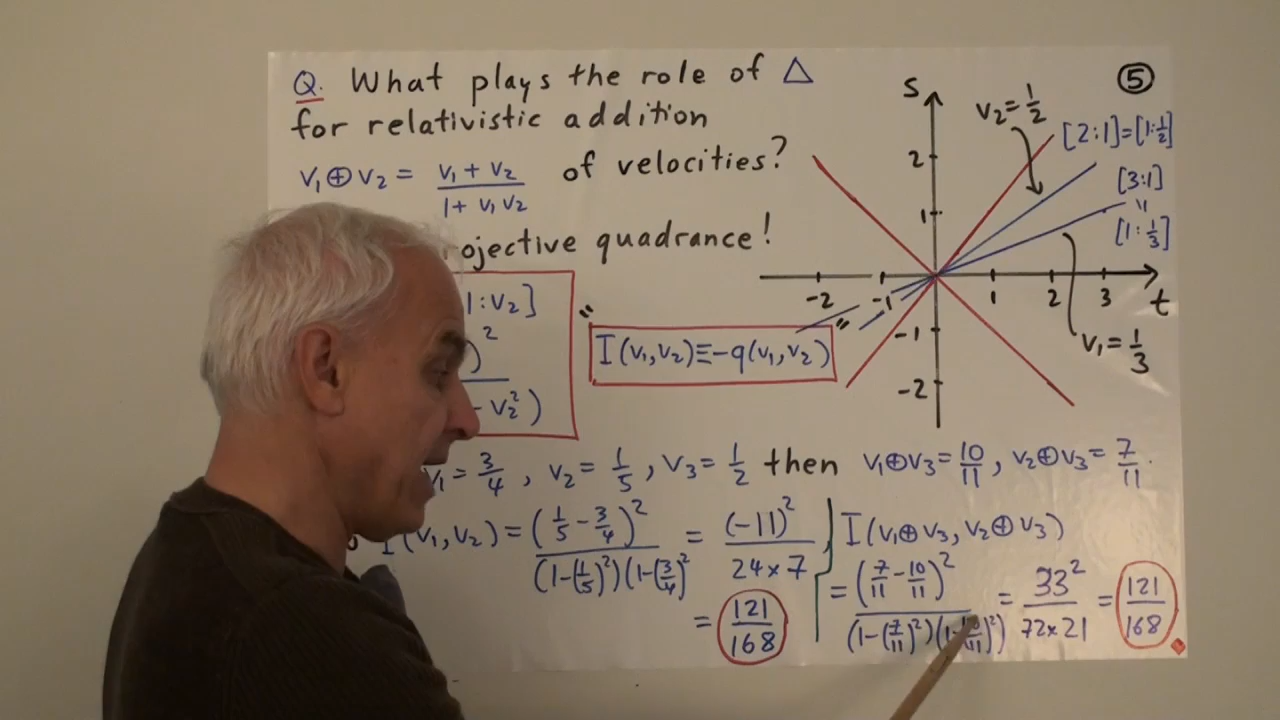 Q. What plays the role of △
for relativistic addition
v₁⊕v₂ = (v₁ + v₂)/(1 + v₁v₂) of velocities?
ojective quadrance!
1:v₂]
)²
- v₂²)
I(v₁,v₂)≡-q(v₁,v₂)
⑤
S
v₂=1/2
[2:1]=[1:1/2]
[3:1]
"
[1:1/3]
2
1
-2 -1 1 2 3 t
-1
-2
v₁=1/3
v₁=3/4, v₂=1/5, v₃=1/2 then v₁⊕v₃=10/11, v₂⊕v₃=7/11.
I(v₁,v₂)=(1/5-3/4)²/(1-(1/5)²)(1-(3/4)² = (-11)²/24×7
= 121/168
I(v₁⊕v₃, v₂⊕v₃)
= (7/11-10/11)²/(1-(7/11)²)(1-(10/11)²) = 33²/72×21 = 121/168